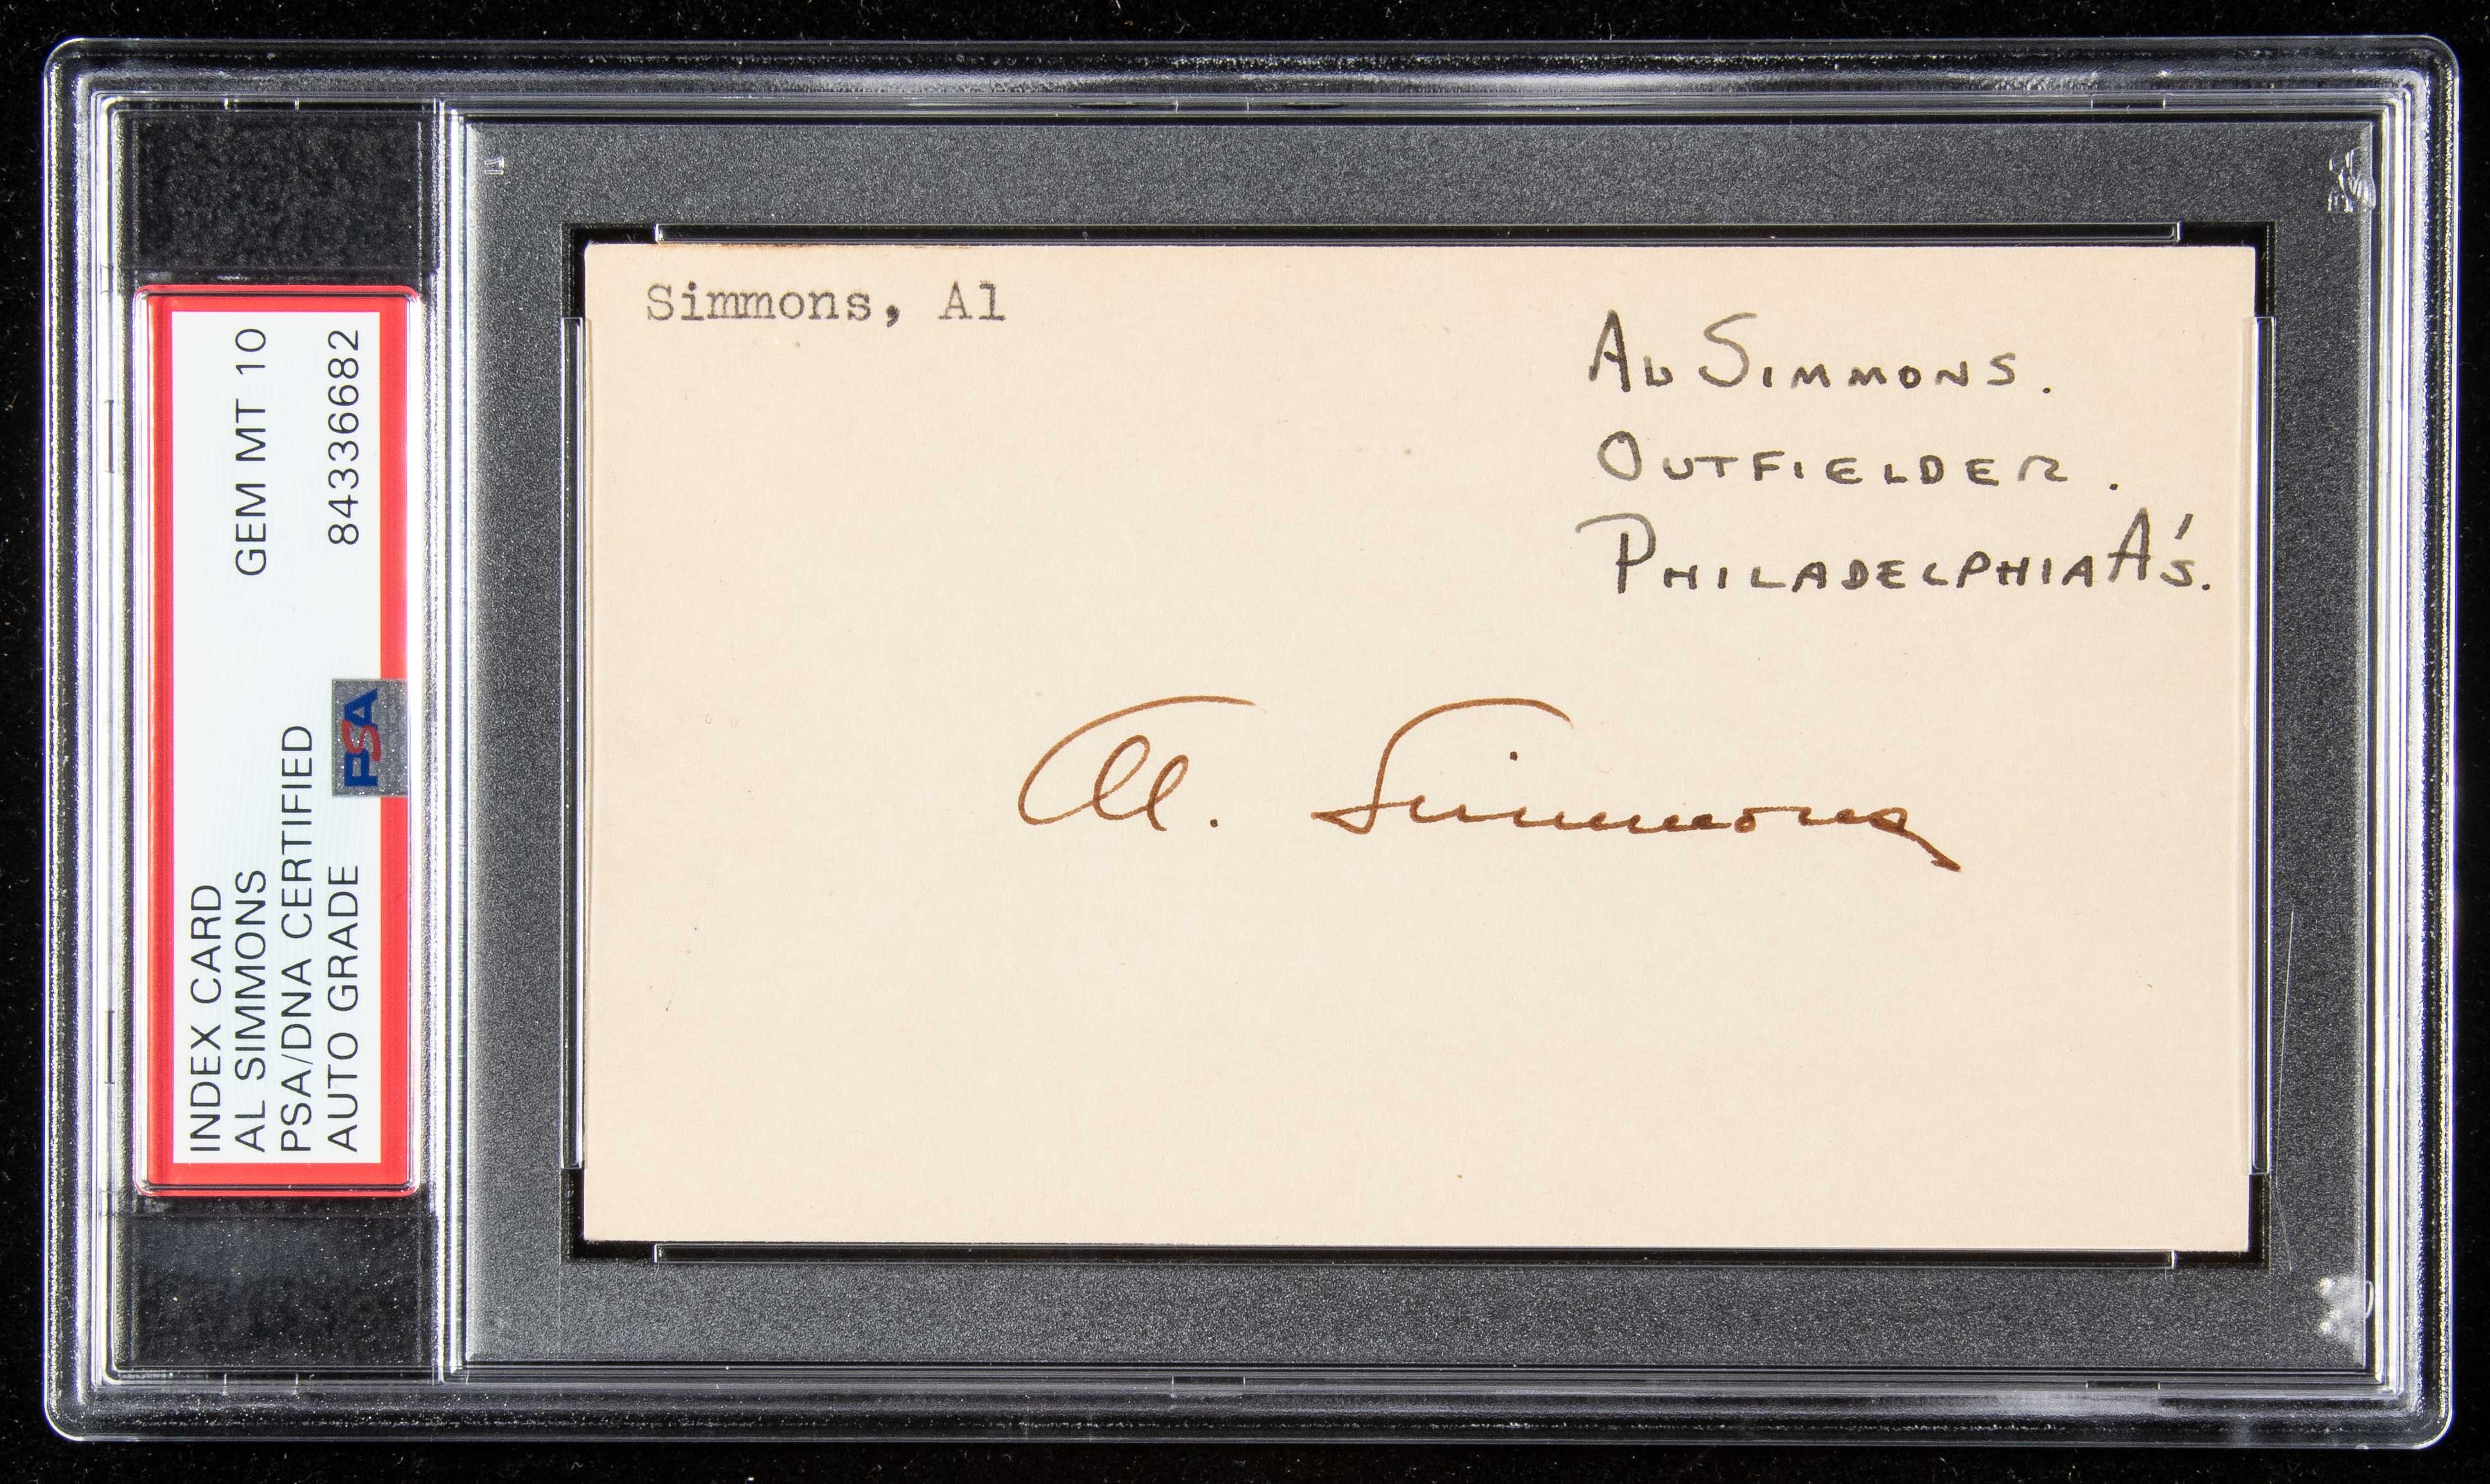 INDEX CARD GEM MT 10
AL SIMMONS
PSA/DNA CERTIFIED
AUTO GRADE 84336682
PSA
Simmons, Al
AL SIMMONS.
OUTFIELDER.
PHILADELPHIA A's.
Al. Simmons